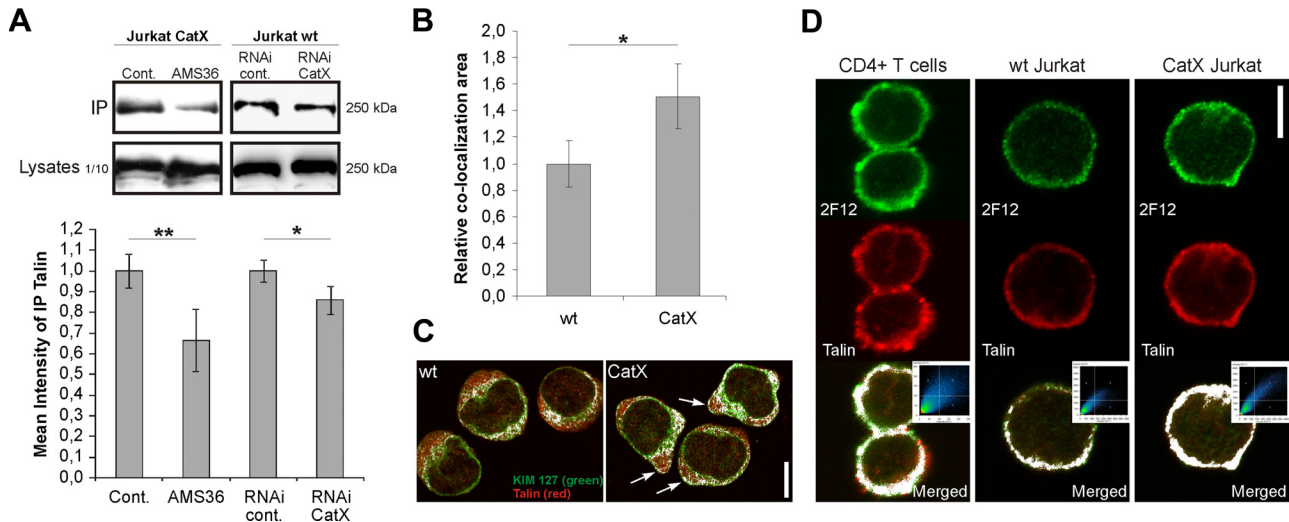 A
Jurkat CatX
Jurkat wt
Cont.
AMS36
RNAi
cont.
RNAi
CatX
IP
250 kDa
Lysates 1/10
250 kDa
Mean Intensity of IP Talin
1,2
1,1
1,0
0,9
0,8
0,7
0,6
0,5
0,4
0,3
0,2
0,1
0,0
**
*
Cont.
AMS36
RNAi
cont.
RNAi
CatX
B
Relative co-localization area
2,0
1,8
1,6
1,4
1,2
1,0
0,8
0,6
0,4
0,2
0,0
*
wt
CatX
C
wt
CatX
KIM 127 (green)
Talin (red)
D
CD4+ T cells
wt Jurkat
CatX Jurkat
2F12
2F12
2F12
Talin
Talin
Talin
Merged
Merged
Merged